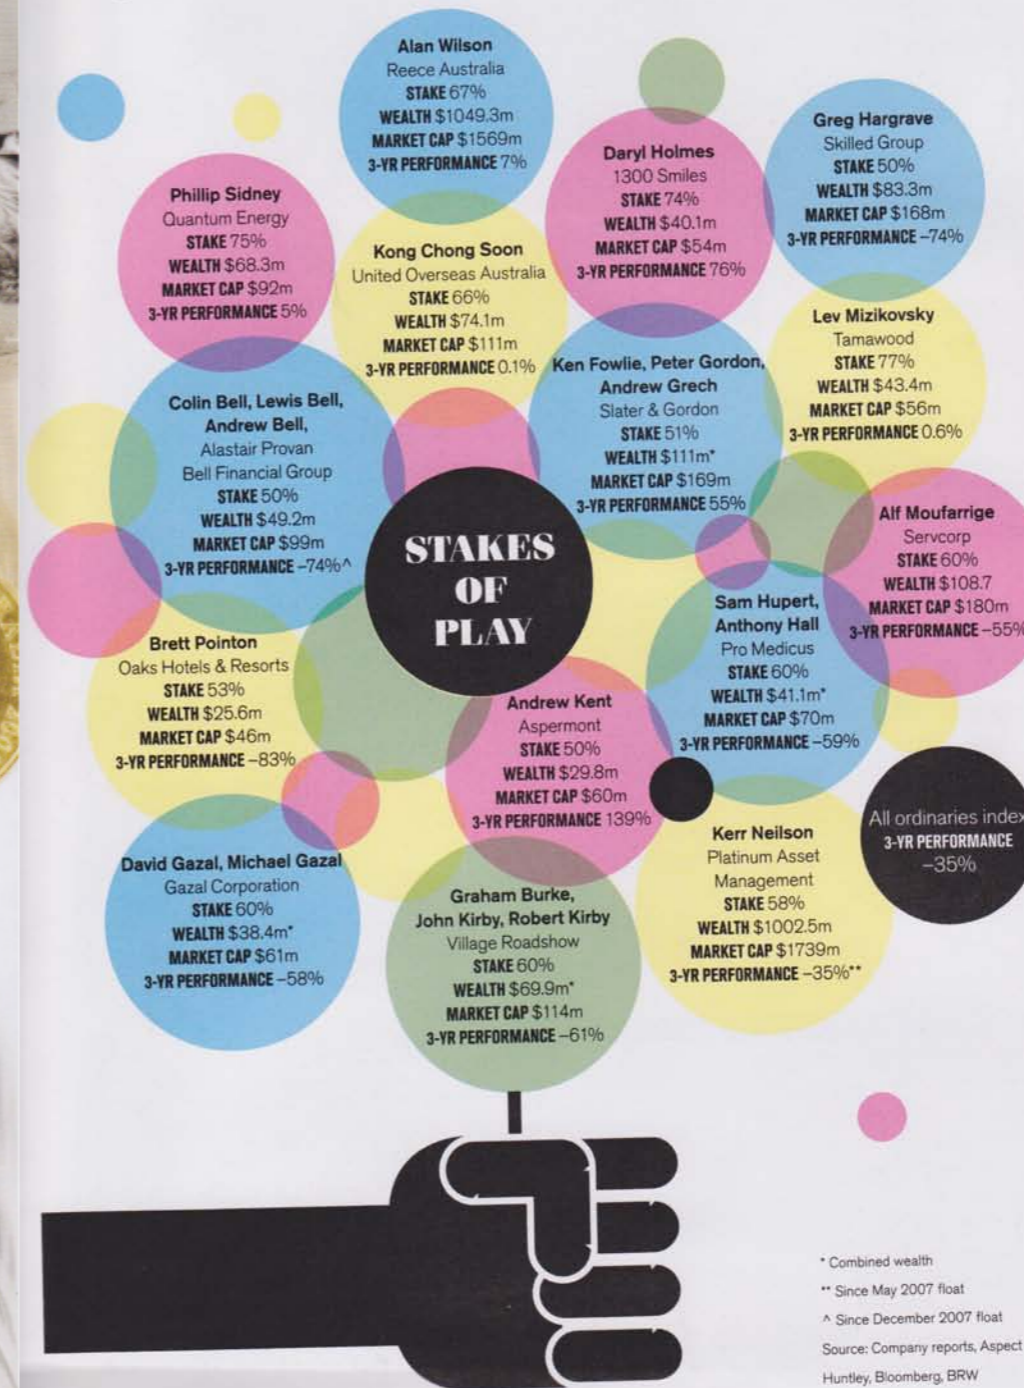 Alan Wilson
Reece Australia
STAKE 67%
WEALTH $1049.3m
MARKET CAP $1569m
3-YR PERFORMANCE 7%
Daryl Holmes
1300 Smiles
STAKE 74%
WEALTH $40.1m
MARKET CAP $54m
3-YR PERFORMANCE 76%
Greg Hargrave
Skilled Group
STAKE 50%
WEALTH $83.3m
MARKET CAP $168m
3-YR PERFORMANCE –74%
Phillip Sidney
Quantum Energy
STAKE 75%
WEALTH $68.3m
MARKET CAP $92m
3-YR PERFORMANCE 5%
Kong Chong Soon
United Overseas Australia
STAKE 66%
WEALTH $74.1m
MARKET CAP $111m
3-YR PERFORMANCE 0.1%
Ken Fowlie, Peter Gordon,
Andrew Grech
Slater & Gordon
STAKE 51%
WEALTH $111m*
MARKET CAP $169m
3-YR PERFORMANCE 55%
Lev Mizikovsky
Tamawood
STAKE 77%
WEALTH $43.4m
MARKET CAP $56m
3-YR PERFORMANCE 0.6%
Colin Bell, Lewis Bell,
Andrew Bell,
Alastair Provan
Bell Financial Group
STAKE 50%
WEALTH $49.2m
MARKET CAP $99m
3-YR PERFORMANCE –74%^
STAKES
OF
PLAY
Alf Moufarrige
Servcorp
STAKE 60%
WEALTH $108.7
MARKET CAP $180m
3-YR PERFORMANCE –55%
Sam Hupert,
Anthony Hall
Pro Medicus
STAKE 60%
WEALTH $41.1m*
MARKET CAP $70m
3-YR PERFORMANCE –59%
Brett Pointon
Oaks Hotels & Resorts
STAKE 53%
WEALTH $25.6m
MARKET CAP $46m
3-YR PERFORMANCE –83%
Andrew Kent
Aspermont
STAKE 50%
WEALTH $29.8m
MARKET CAP $60m
3-YR PERFORMANCE 139%
All ordinaries index
3-YR PERFORMANCE
–35%
Kerr Neilson
Platinum Asset
Management
STAKE 58%
WEALTH $1002.5m
MARKET CAP $1739m
3-YR PERFORMANCE –35%**
David Gazal, Michael Gazal
Gazal Corporation
STAKE 60%
WEALTH $38.4m*
MARKET CAP $61m
3-YR PERFORMANCE –58%
Graham Burke,
John Kirby, Robert Kirby
Village Roadshow
STAKE 60%
WEALTH $69.9m*
MARKET CAP $114m
3-YR PERFORMANCE –61%
* Combined wealth
** Since May 2007 float
^ Since December 2007 float
Source: Company reports, Aspect
Huntley, Bloomberg, BRW